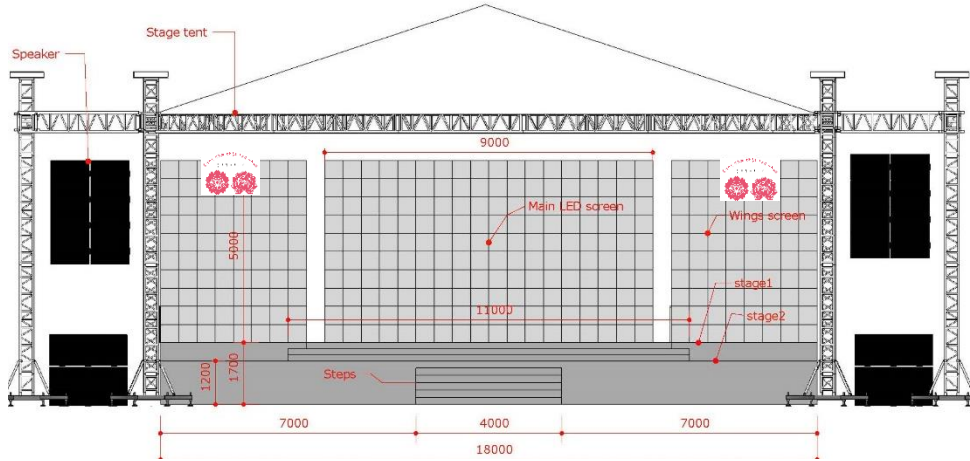 Stage tent
Speaker
9000
Main LED screen
Wings screen
5000
stage1
11000
stage2
1200
1700
Steps
7000
4000
7000
18000